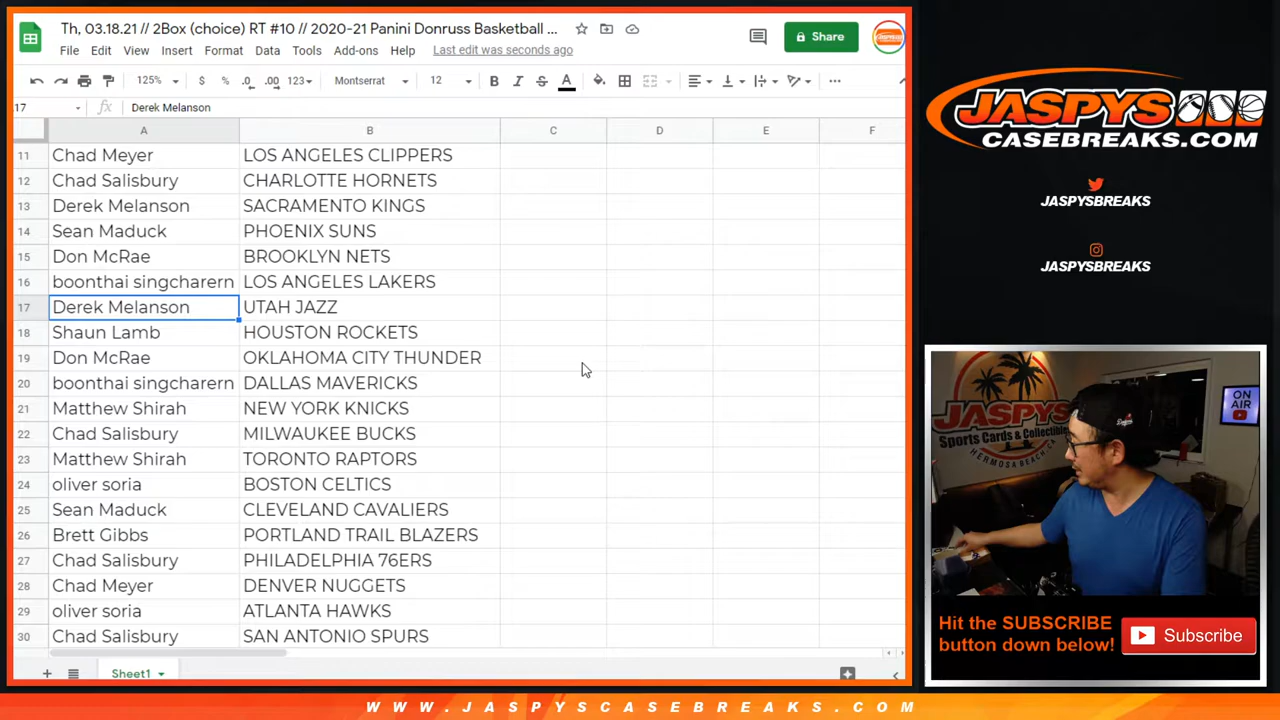 Th, 03.18.21 // 2Box (choice) RT #10 // 2020-21 Panini Donruss Basketball ...
File Edit View Insert Format Data Tools Add-ons Help Last edit was seconds ago
Share
125% $ % .0 .00 123 Montserrat 12 B I S A ...
17 fx Derek Melanson
A B C D E F
11 Chad Meyer LOS ANGELES CLIPPERS
12 Chad Salisbury CHARLOTTE HORNETS
13 Derek Melanson SACRAMENTO KINGS
14 Sean Maduck PHOENIX SUNS
15 Don McRae BROOKLYN NETS
16 boonthai singcharern LOS ANGELES LAKERS
17 Derek Melanson UTAH JAZZ
18 Shaun Lamb HOUSTON ROCKETS
19 Don McRae OKLAHOMA CITY THUNDER
20 boonthai singcharern DALLAS MAVERICKS
21 Matthew Shirah NEW YORK KNICKS
22 Chad Salisbury MILWAUKEE BUCKS
23 Matthew Shirah TORONTO RAPTORS
24 oliver soria BOSTON CELTICS
25 Sean Maduck CLEVELAND CAVALIERS
26 Brett Gibbs PORTLAND TRAIL BLAZERS
27 Chad Salisbury PHILADELPHIA 76ERS
28 Chad Meyer DENVER NUGGETS
29 oliver soria ATLANTA HAWKS
30 Chad Salisbury SAN ANTONIO SPURS
Sheet1
JASPYS
CASEBREAKS.COM
JASPYSBREAKS
JASPYSBREAKS
JASPYS
Sports Cards & Collectibles
HERMOSA BEACH
ON
AIR
Hit the SUBSCRIBE
button down below!
Subscribe
WWW.JASPYSCASEBREAKS.COM